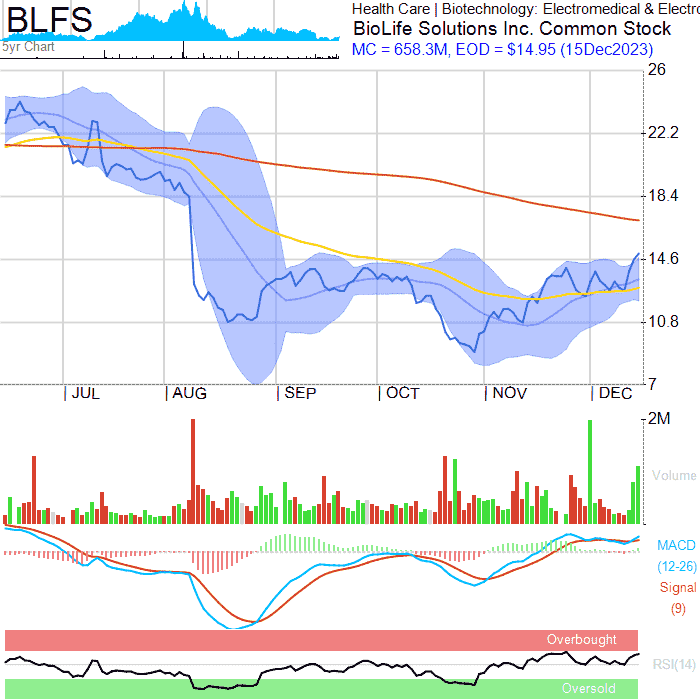 BLFS
5yr Chart
Health Care | Biotechnology: Electromedical & Electro
BioLife Solutions Inc. Common Stock
MC = 658.3M, EOD = $14.95 (15Dec2023)
26
22.2
18.4
14.6
10.8
7
JUL AUG SEP OCT NOV DEC
2M
Volume
MACD
(12-26)
Signal
(9)
Overbought
RSI(14)
Oversold